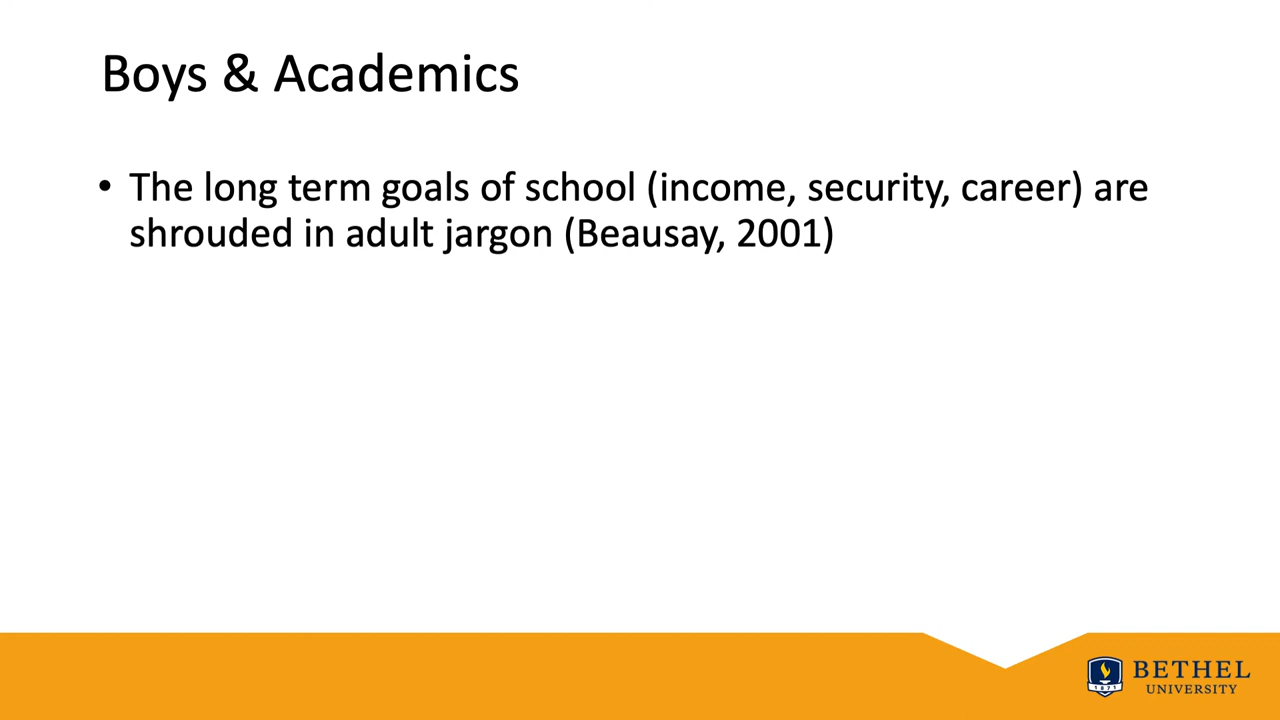 Boys & Academics
• The long term goals of school (income, security, career) are
shrouded in adult jargon (Beausay, 2001)
1871
BETHEL
UNIVERSITY